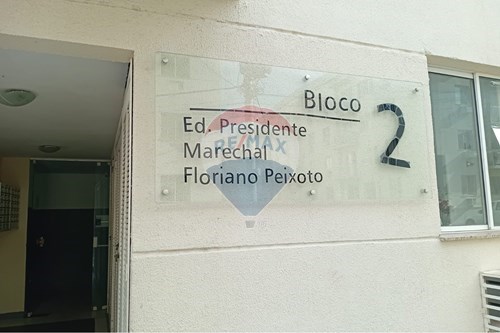 Bloco 2
Ed. Presidente
Marechal
Floriano Peixoto
RE/MAX